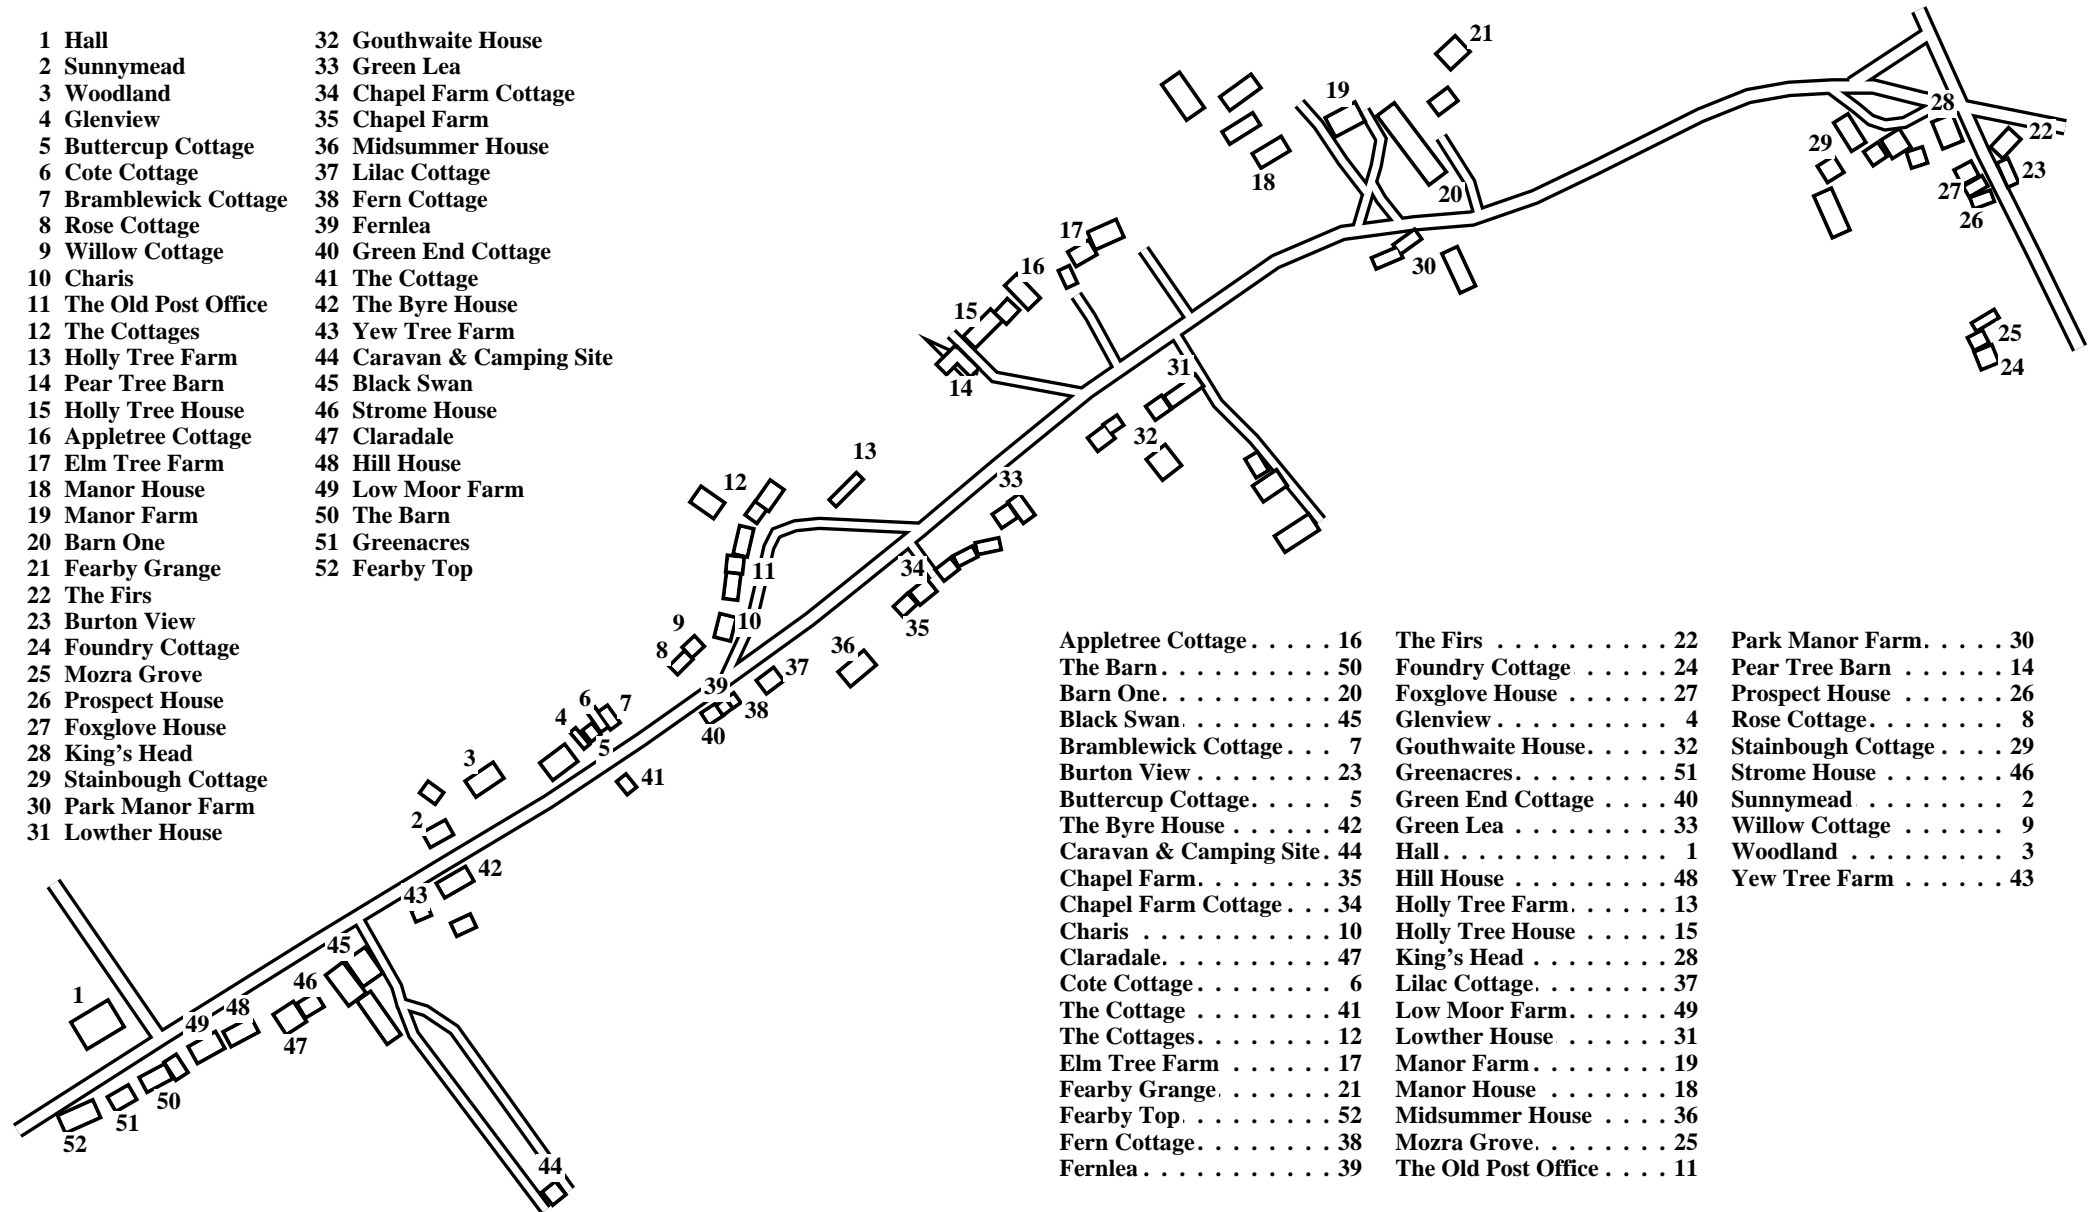 1 Hall
2 Sunnymead
3 Woodland
4 Glenview
5 Buttercup Cottage
6 Cote Cottage
7 Bramblewick Cottage
8 Rose Cottage
9 Willow Cottage
10 Charis
11 The Old Post Office
12 The Cottages
13 Holly Tree Farm
14 Pear Tree Barn
15 Holly Tree House
16 Appletree Cottage
17 Elm Tree Farm
18 Manor House
19 Manor Farm
20 Barn One
21 Fearby Grange
22 The Firs
23 Burton View
24 Foundry Cottage
25 Mozra Grove
26 Prospect House
27 Foxglove House
28 King's Head
29 Stainbough Cottage
30 Park Manor Farm
31 Lowther House
32 Gouthwaite House
33 Green Lea
34 Chapel Farm Cottage
35 Chapel Farm
36 Midsummer House
37 Lilac Cottage
38 Fern Cottage
39 Fernlea
40 Green End Cottage
41 The Cottage
42 The Byre House
43 Yew Tree Farm
44 Caravan & Camping Site
45 Black Swan
46 Strome House
47 Claradale
48 Hill House
49 Low Moor Farm
50 The Barn
51 Greenacres
52 Fearby Top
21
19
18
20
28
22
29
23
27
26
25
24
17
16
15
14
30
31
32
13
12
33
11
34
10
35
9
8
36
37
39
38
40
6
7
4
5
3
41
2
42
43
45
46
1
48
49
47
50
51
52
44
Appletree Cottage . . . . . . 16
The Barn . . . . . . . . . . . . 50
Barn One. . . . . . . . . . . . 20
Black Swan. . . . . . . . . . . 45
Bramblewick Cottage . . . 7
Burton View . . . . . . . . . . 23
Buttercup Cottage. . . . . . 5
The Byre House . . . . . . . . 42
Caravan & Camping Site . 44
Chapel Farm. . . . . . . . . . 35
Chapel Farm Cottage . . . 34
Charis . . . . . . . . . . . . . 10
Claradale. . . . . . . . . . . . 47
Cote Cottage . . . . . . . . . 6
The Cottage . . . . . . . . . . 41
The Cottages. . . . . . . . . . 12
Elm Tree Farm . . . . . . . . 17
Fearby Grange. . . . . . . . . 21
Fearby Top. . . . . . . . . . . 52
Fern Cottage. . . . . . . . . . 38
Fernlea . . . . . . . . . . . . . 39
The Firs . . . . . . . . . . . . 22
Foundry Cottage . . . . . . . 24
Foxglove House . . . . . . . . 27
Glenview . . . . . . . . . . . . 4
Gouthwaite House. . . . . . 32
Greenacres. . . . . . . . . . . 51
Green End Cottage . . . . . 40
Green Lea . . . . . . . . . . . 33
Hall . . . . . . . . . . . . . . . 1
Hill House . . . . . . . . . . . 48
Holly Tree Farm. . . . . . . . 13
Holly Tree House . . . . . . . 15
King's Head . . . . . . . . . . 28
Lilac Cottage. . . . . . . . . . 37
Low Moor Farm. . . . . . . . 49
Lowther House . . . . . . . . 31
Manor Farm . . . . . . . . . . 19
Manor House . . . . . . . . . 18
Midsummer House . . . . . 36
Mozra Grove. . . . . . . . . . 25
The Old Post Office . . . . 11
Park Manor Farm. . . . . . 30
Pear Tree Barn . . . . . . . . 14
Prospect House . . . . . . . . 26
Rose Cottage. . . . . . . . . . 8
Stainbough Cottage . . . . 29
Strome House . . . . . . . . . 46
Sunnymead . . . . . . . . . . 2
Willow Cottage . . . . . . . . 9
Woodland . . . . . . . . . . . 3
Yew Tree Farm . . . . . . . . 43